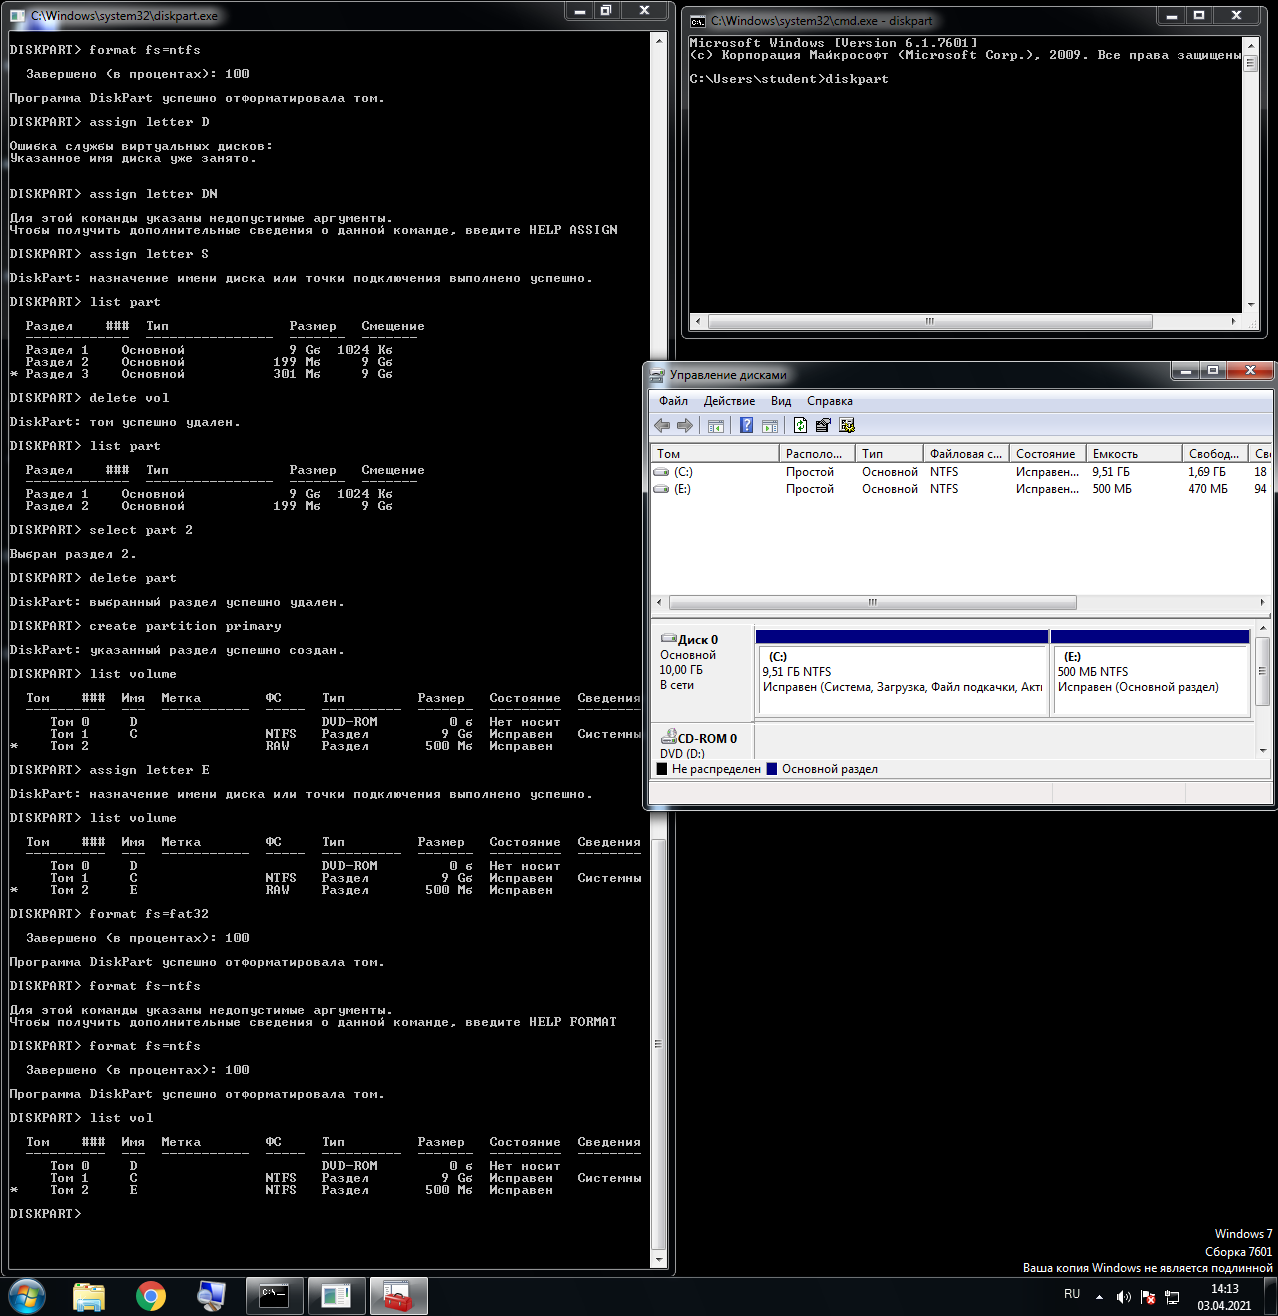 C:\Windows\system32\diskpart.exe
DISKPART> format fs=ntfs
Завершено (в процентах): 100
Программа DiskPart успешно отформатировала том.
DISKPART> assign letter D
Ошибка службы виртуальных дисков:
Указанное имя диска уже занято.
DISKPART> assign letter DN
Для этой команды указаны недопустимые аргументы.
Чтобы получить дополнительные сведения о данной команде, введите HELP ASSIGN
DISKPART> assign letter S
DiskPart: назначение имени диска или точки подключения выполнено успешно.
DISKPART> list part
Раздел ### Тип Размер Смещение
------------- ---------------- ------- -------
Раздел 1 Основной 9 Gб 1024 Kб
Раздел 2 Основной 199 Mб 9 Gб
* Раздел 3 Основной 301 Mб 9 Gб
DISKPART> delete vol
DiskPart: том успешно удален.
DISKPART> list part
Раздел ### Тип Размер Смещение
------------- ---------------- ------- -------
Раздел 1 Основной 9 Gб 1024 Kб
Раздел 2 Основной 199 Mб 9 Gб
DISKPART> select part 2
Выбран раздел 2.
DISKPART> delete part
DiskPart: выбранный раздел успешно удален.
DISKPART> create partition primary
DiskPart: указанный раздел успешно создан.
DISKPART> list volume
Том ### Имя Метка ФС Тип Размер Состояние Сведения
---------- --- ----------- ----- ---------- ------- --------- --------
Том 0 D DVD-ROM 0 б Нет носит
Том 1 C NTFS Раздел 9 Gб Исправен Системны
* Том 2 RAW Раздел 500 Mб Исправен
DISKPART> assign letter E
DiskPart: назначение имени диска или точки подключения выполнено успешно.
DISKPART> list volume
Том ### Имя Метка ФС Тип Размер Состояние Сведения
---------- --- ----------- ----- ---------- ------- --------- --------
Том 0 D DVD-ROM 0 б Нет носит
Том 1 C NTFS Раздел 9 Gб Исправен Системны
* Том 2 E RAW Раздел 500 Mб Исправен
DISKPART> format fs=fat32
Завершено (в процентах): 100
Программа DiskPart успешно отформатировала том.
DISKPART> format fs-ntfs
Для этой команды указаны недопустимые аргументы.
Чтобы получить дополнительные сведения о данной команде, введите HELP FORMAT
DISKPART> format fs=ntfs
Завершено (в процентах): 100
Программа DiskPart успешно отформатировала том.
DISKPART> list vol
Том ### Имя Метка ФС Тип Размер Состояние Сведения
---------- --- ----------- ----- ---------- ------- --------- --------
Том 0 D DVD-ROM 0 б Нет носит
Том 1 C NTFS Раздел 9 Gб Исправен Системны
* Том 2 E NTFS Раздел 500 Mб Исправен
DISKPART>
C:\Windows\system32\cmd.exe - diskpart
Microsoft Windows [Version 6.1.7601]
(c) Корпорация Майкрософт (Microsoft Corp.), 2009. Все права защищены
C:\Users\student>diskpart
Управление дисками
Файл Действие Вид Справка
Том Располо... Тип Файловая с... Состояние Емкость Свобод... Све
(C:) Простой Основной NTFS Исправен... 9,51 ГБ 1,69 ГБ 18
(E:) Простой Основной NTFS Исправен... 500 МБ 470 МБ 94
Диск 0
Основной
10,00 ГБ
В сети
(C:)
9,51 ГБ NTFS
Исправен (Система, Загрузка, Файл подкачки, Акти
(E:)
500 МБ NTFS
Исправен (Основной раздел)
CD-ROM 0
DVD (D:)
Не распределен Основной раздел
Windows 7
Сборка 7601
Ваша копия Windows не является подлинной
RU
14:13
03.04.2021